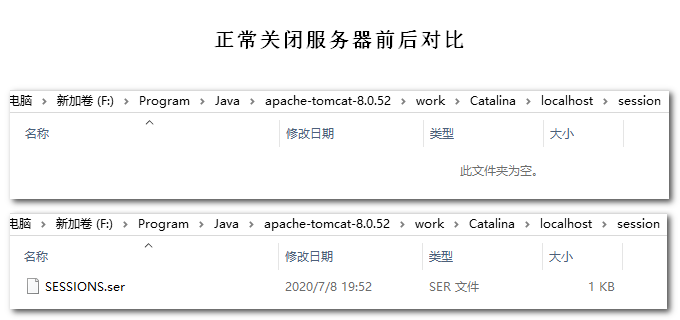 正常关闭服务器前后对比
电脑 > 新加卷 (F:) > Program > Java > apache-tomcat-8.0.52 > work > Catalina > localhost > session
名称 修改日期 类型 大小
此文件夹为空。
电脑 > 新加卷 (F:) > Program > Java > apache-tomcat-8.0.52 > work > Catalina > localhost > session
名称 修改日期 类型 大小
SESSIONS.ser 2020/7/8 19:52 SER 文件 1 KB